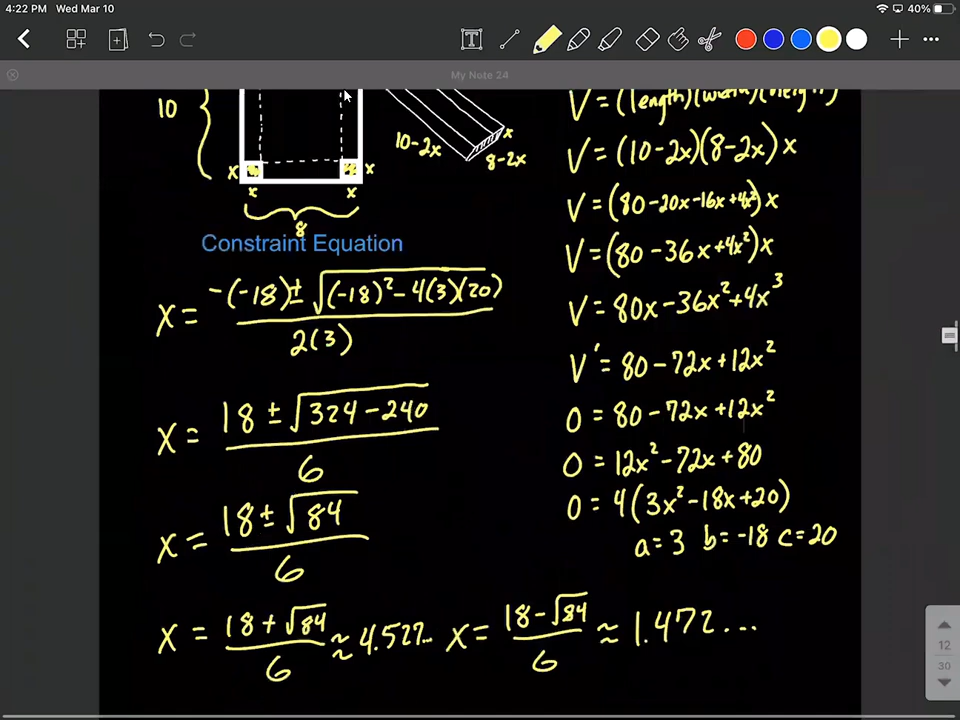 4:22 PM Wed Mar 10
40%
T
My Note 24
10
x
x
x
x
8
10-2x
x
8-2x
Constraint Equation
x = -(-18)±√(-18)²-4(3)(20) / 2(3)
x = 18±√324-240 / 6
x = 18±√84 / 6
x = 18+√84 / 6 ≈ 4.527... x = 18-√84 / 6 ≈ 1.472...
V = (length)(width)(height)
V = (10-2x)(8-2x)x
V = (80-20x-16x+4x²)x
V = (80-36x+4x²)x
V = 80x-36x²+4x³
V' = 80-72x+12x²
0 = 80-72x+12x²
0 = 12x²-72x+80
0 = 4(3x²-18x+20)
a=3 b=-18 c=20
12
30